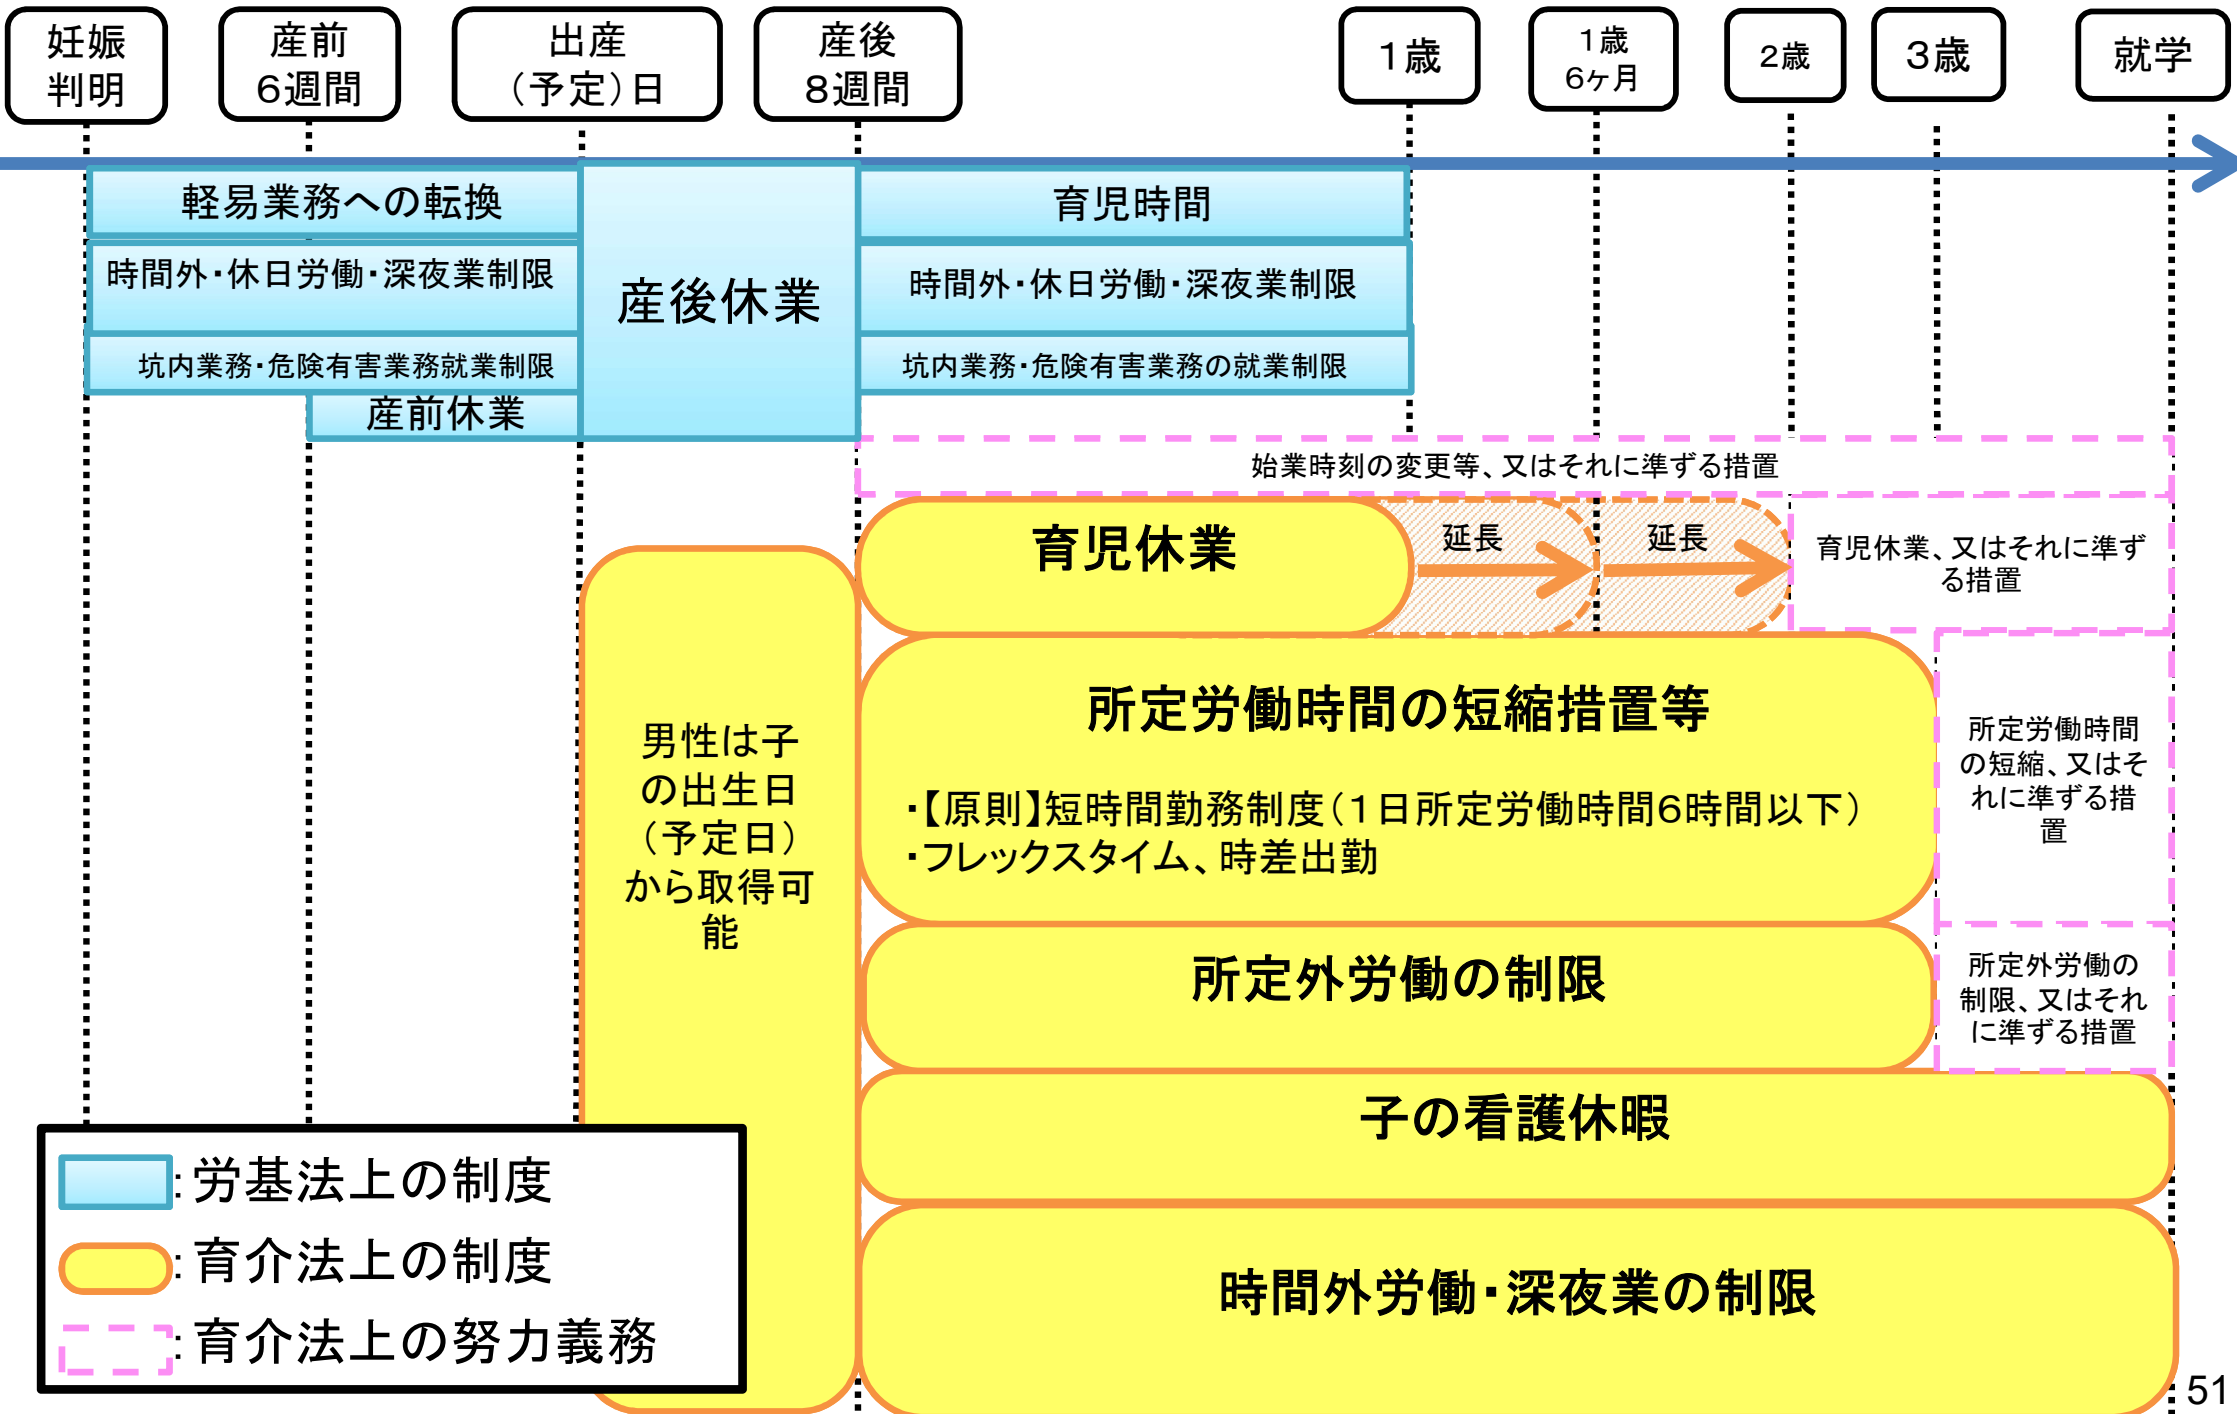 妊娠
判明
産前
6週間
出産
(予定)日
産後
8週間
1歳
1歳
6ヶ月
2歳
3歳
就学
軽易業務への転換
育児時間
時間外・休日労働・深夜業制限
産後休業
時間外・休日労働・深夜業制限
坑内業務・危険有害業務就業制限
坑内業務・危険有害業務の就業制限
産前休業
始業時刻の変更等、又はそれに準ずる措置
育児休業
延長
延長
育児休業、又はそれに準ず
る措置
男性は子
の出生日
(予定日)
から取得可
能
所定労働時間の短縮措置等
・【原則】短時間勤務制度(1日所定労働時間6時間以下)
・フレックスタイム、時差出勤
所定労働時間
の短縮、又はそ
れに準ずる措
置
所定外労働の制限
所定外労働の
制限、又はそれ
に準ずる措置
子の看護休暇
時間外労働・深夜業の制限
:労基法上の制度
:育介法上の制度
:育介法上の努力義務
51